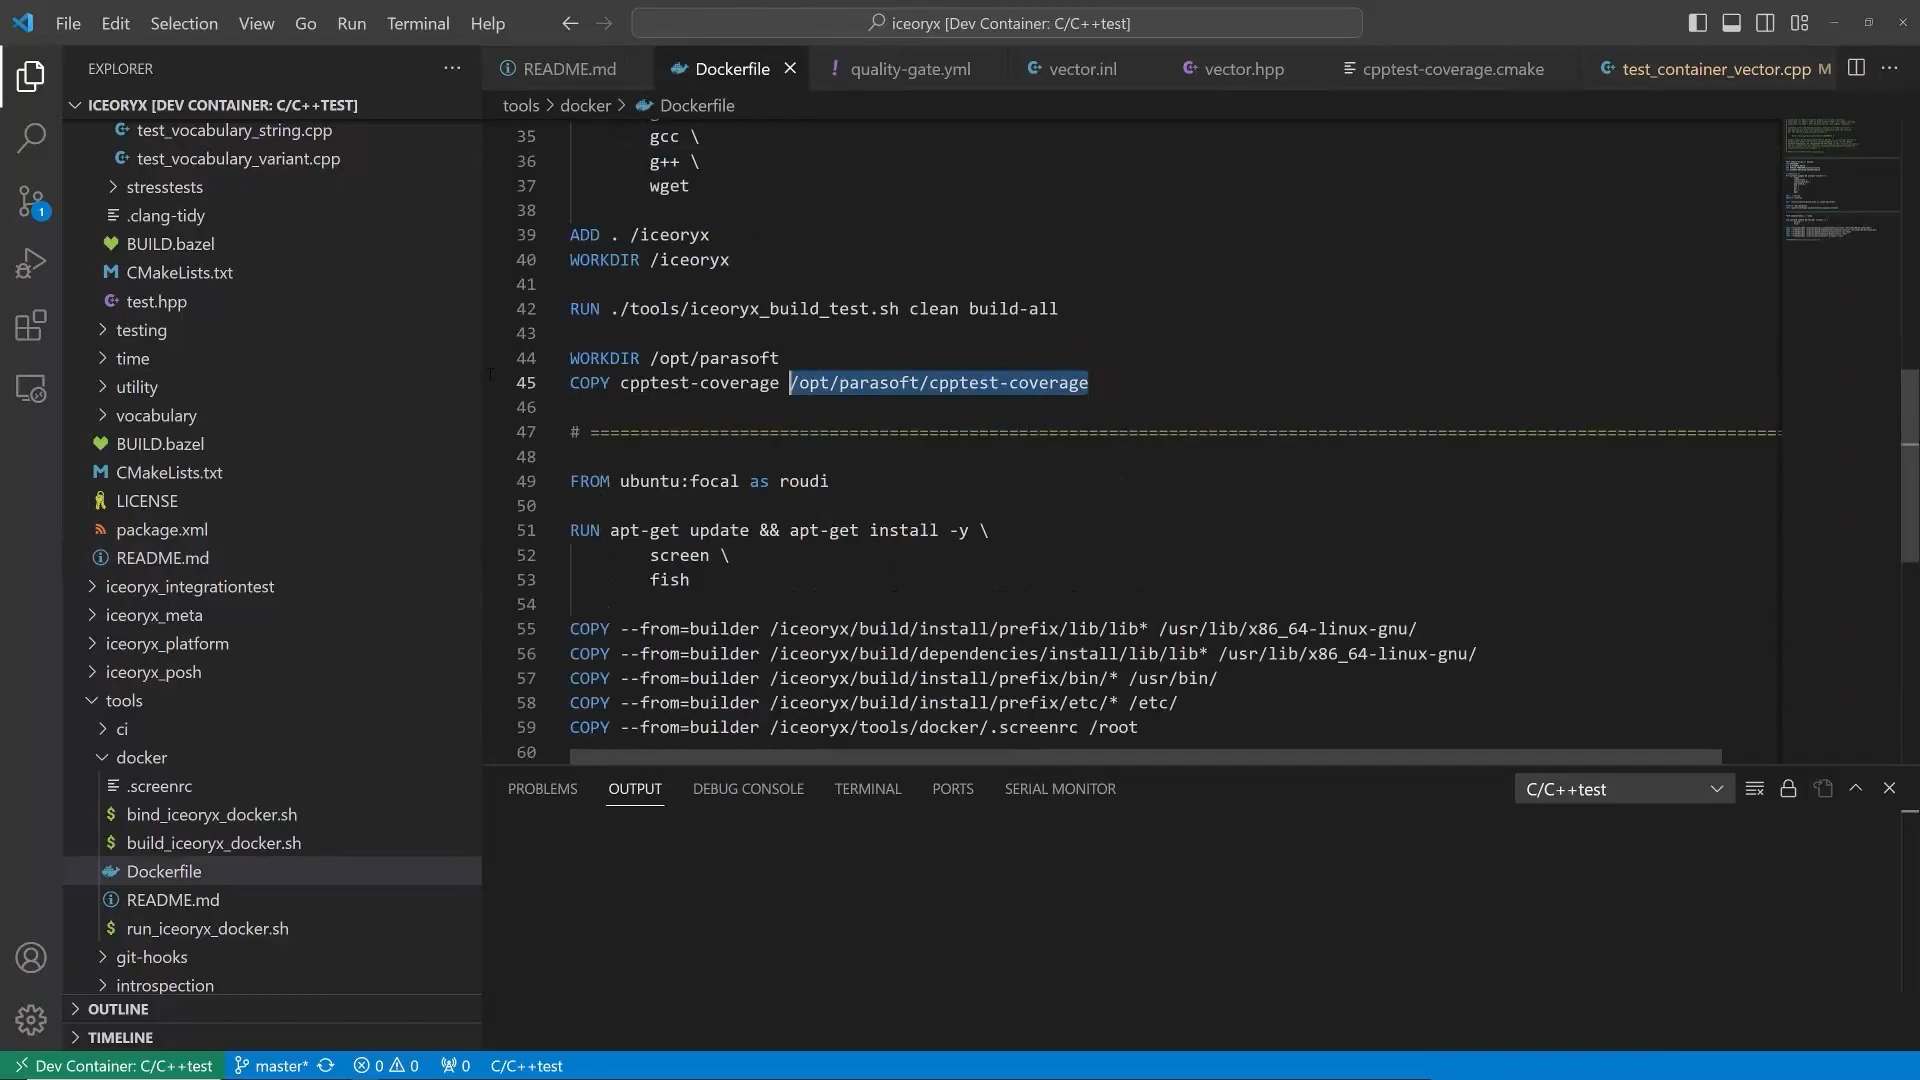 File Edit Selection View Go Run Terminal Help
iceoryx [Dev Container: C/C++test]
EXPLORER
ICEORYX [DEV CONTAINER: C/C++TEST]
test_vocabulary_string.cpp
test_vocabulary_variant.cpp
stresstests
.clang-tidy
BUILD.bazel
CMakeLists.txt
test.hpp
testing
time
utility
vocabulary
BUILD.bazel
CMakeLists.txt
LICENSE
package.xml
README.md
iceoryx_integrationtest
iceoryx_meta
iceoryx_platform
iceoryx_posh
tools
ci
docker
.screenrc
bind_iceoryx_docker.sh
build_iceoryx_docker.sh
Dockerfile
README.md
run_iceoryx_docker.sh
git-hooks
introspection
OUTLINE
TIMELINE
README.md Dockerfile quality-gate.yml vector.inl vector.hpp cpptest-coverage.cmake test_container_vector.cpp M
tools > docker > Dockerfile
35 gcc \
36 g++ \
37 wget
38
39 ADD . /iceoryx
40 WORKDIR /iceoryx
41
42 RUN ./tools/iceoryx_build_test.sh clean build-all
43
44 WORKDIR /opt/parasoft
45 COPY cpptest-coverage /opt/parasoft/cpptest-coverage
46
47 # ========================================================================================================================
48
49 FROM ubuntu:focal as roudi
50
51 RUN apt-get update && apt-get install -y \
52 screen \
53 fish
54
55 COPY --from=builder /iceoryx/build/install/prefix/lib/lib* /usr/lib/x86_64-linux-gnu/
56 COPY --from=builder /iceoryx/build/dependencies/install/lib/lib* /usr/lib/x86_64-linux-gnu/
57 COPY --from=builder /iceoryx/build/install/prefix/bin/* /usr/bin/
58 COPY --from=builder /iceoryx/build/install/prefix/etc/* /etc/
59 COPY --from=builder /iceoryx/tools/docker/.screenrc /root
60
PROBLEMS OUTPUT DEBUG CONSOLE TERMINAL PORTS SERIAL MONITOR
C/C++test
1
Dev Container: C/C++test master* 0 0 0 C/C++test